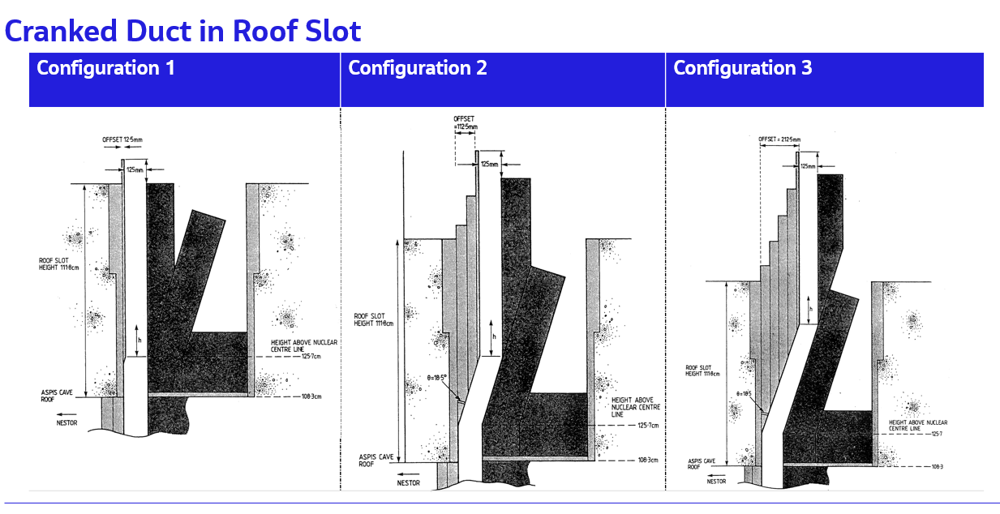 Cranked Duct in Roof Slot
Configuration 1
Configuration 2
Configuration 3
OFFSET 12·5mm
125mm
ROOF SLOT
HEIGHT 111·8cm
h
HEIGHT ABOVE NUCLEAR
CENTRE LINE
125·7cm
ASPIS CAVE
ROOF
108·3cm
NESTOR
OFFSET
=112·5mm
125mm
ROOF SLOT
HEIGHT 111·8cm
h
θ=18·5°
HEIGHT ABOVE
NUCLEAR CENTRE
LINE
125·7cm
ASPIS CAVE
ROOF
108·3cm
NESTOR
OFFSET = 212·5mm
125mm
h
ROOF SLOT
HEIGHT 111·8cm
θ=18·5
HEIGHT ABOVE NUCLEAR
CENTRE LINE
125·7
ASPIS CAVE
ROOF
108·3
NESTOR